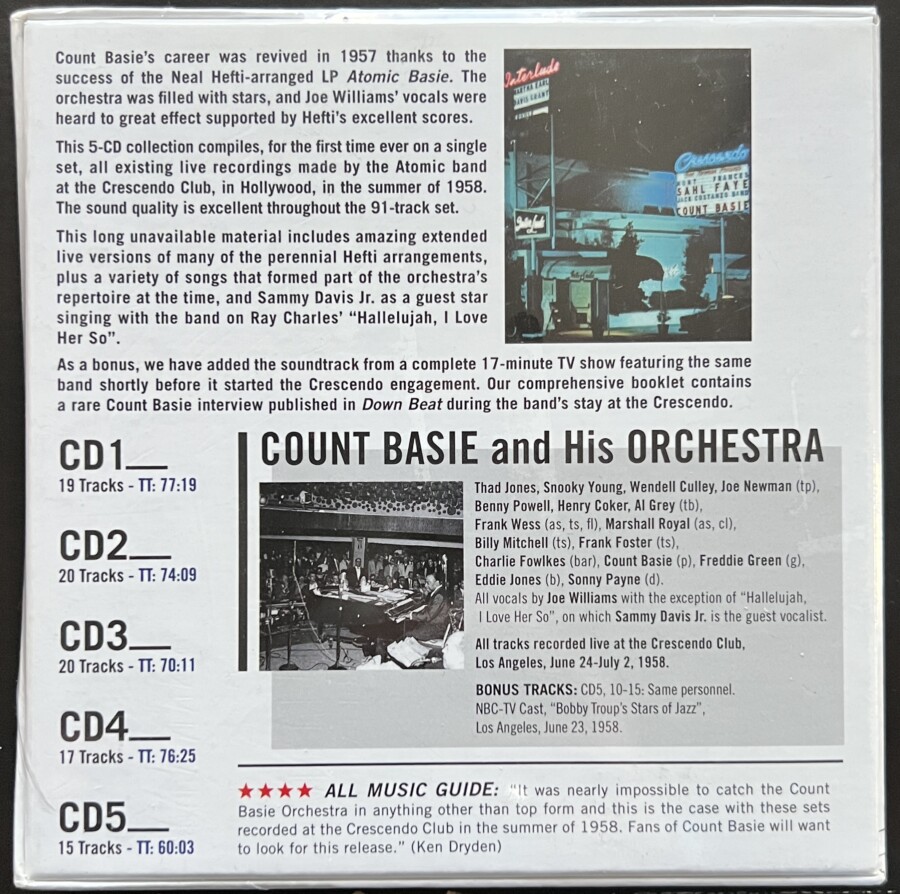 Count Basie's career was revived in 1957 thanks to the
success of the Neal Hefti-arranged LP Atomic Basie. The
orchestra was filled with stars, and Joe Williams' vocals were
heard to great effect supported by Hefti's excellent scores.
This 5-CD collection compiles, for the first time ever on a single
set, all existing live recordings made by the Atomic band
at the Crescendo Club, in Hollywood, in the summer of 1958.
The sound quality is excellent throughout the 91-track set.
This long unavailable material includes amazing extended
live versions of many of the perennial Hefti arrangements,
plus a variety of songs that formed part of the orchestra's
repertoire at the time, and Sammy Davis Jr. as a guest star
singing with the band on Ray Charles' "Hallelujah, I Love
Her So".
As a bonus, we have added the soundtrack from a complete 17-minute TV show featuring the same
band shortly before it started the Crescendo engagement. Our comprehensive booklet contains
a rare Count Basie interview published in Down Beat during the band's stay at the Crescendo.
Interlude
Crescendo
SAHL FAYE
COUNT BASIE
Interlude
CD1
19 Tracks - TT: 77:19
CD2
20 Tracks - TT: 74:09
CD3
20 Tracks - TT: 70:11
CD4
17 Tracks - TT: 76:25
CD5
15 Tracks - TT: 60:03
COUNT BASIE and His ORCHESTRA
Thad Jones, Snooky Young, Wendell Culley, Joe Newman (tp),
Benny Powell, Henry Coker, Al Grey (tb),
Frank Wess (as, ts, fl), Marshall Royal (as, cl),
Billy Mitchell (ts), Frank Foster (ts),
Charlie Fowlkes (bar), Count Basie (p), Freddie Green (g),
Eddie Jones (b), Sonny Payne (d).
All vocals by Joe Williams with the exception of "Hallelujah,
I Love Her So", on which Sammy Davis Jr. is the guest vocalist.
All tracks recorded live at the Crescendo Club,
Los Angeles, June 24-July 2, 1958.
BONUS TRACKS: CD5, 10-15: Same personnel.
NBC-TV Cast, "Bobby Troup's Stars of Jazz",
Los Angeles, June 23, 1958.
★★★★ ALL MUSIC GUIDE: "It was nearly impossible to catch the Count
Basie Orchestra in anything other than top form and this is the case with these sets
recorded at the Crescendo Club in the summer of 1958. Fans of Count Basie will want
to look for this release." (Ken Dryden)